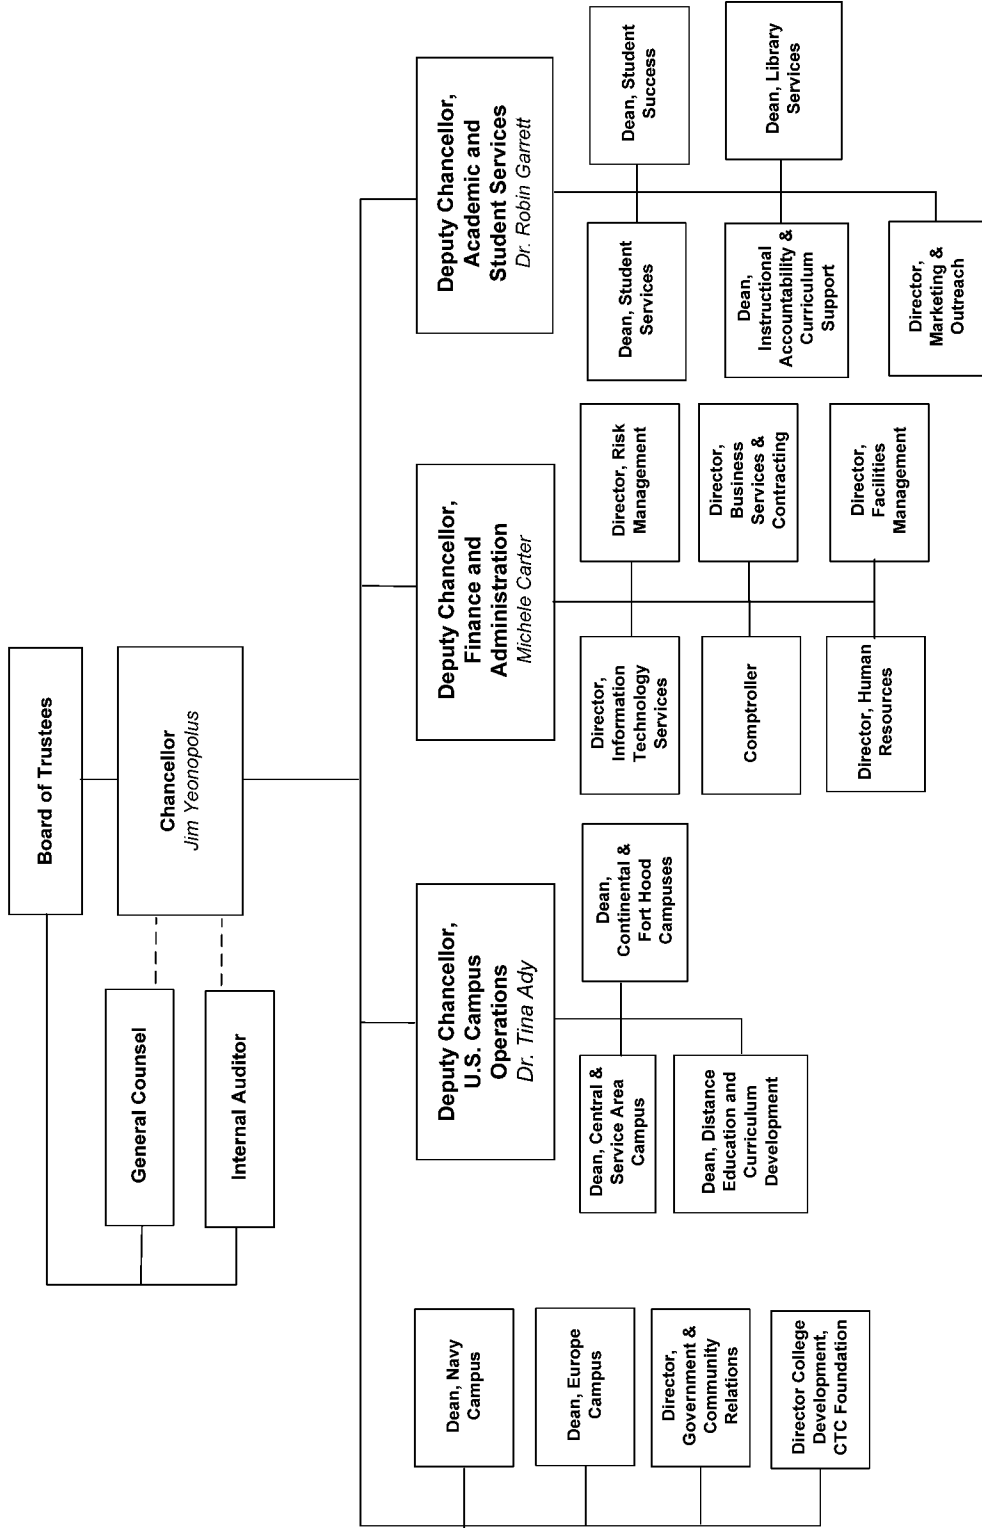 Board of Trustees
Chancellor
Jim Yeonopolus
General Counsel
Internal Auditor
Dean, Navy
Campus
Dean, Europe
Campus
Director,
Government &
Community
Relations
Director College
Development,
CTC Foundation
Deputy Chancellor,
U.S. Campus
Operations
Dr. Tina Ady
Dean, Central &
Service Area
Campus
Dean,
Continental &
Fort Hood
Campuses
Dean, Distance
Education and
Curriculum
Development
Deputy Chancellor,
Finance and
Administration
Michele Carter
Director,
Information
Technology
Services
Director, Risk
Management
Comptroller
Director,
Business
Services &
Contracting
Director, Human
Resources
Director,
Facilities
Management
Deputy Chancellor,
Academic and
Student Services
Dr. Robin Garrett
Dean, Student
Services
Dean, Student
Success
Dean,
Instructional
Accountability &
Curriculum
Support
Dean, Library
Services
Director,
Marketing &
Outreach